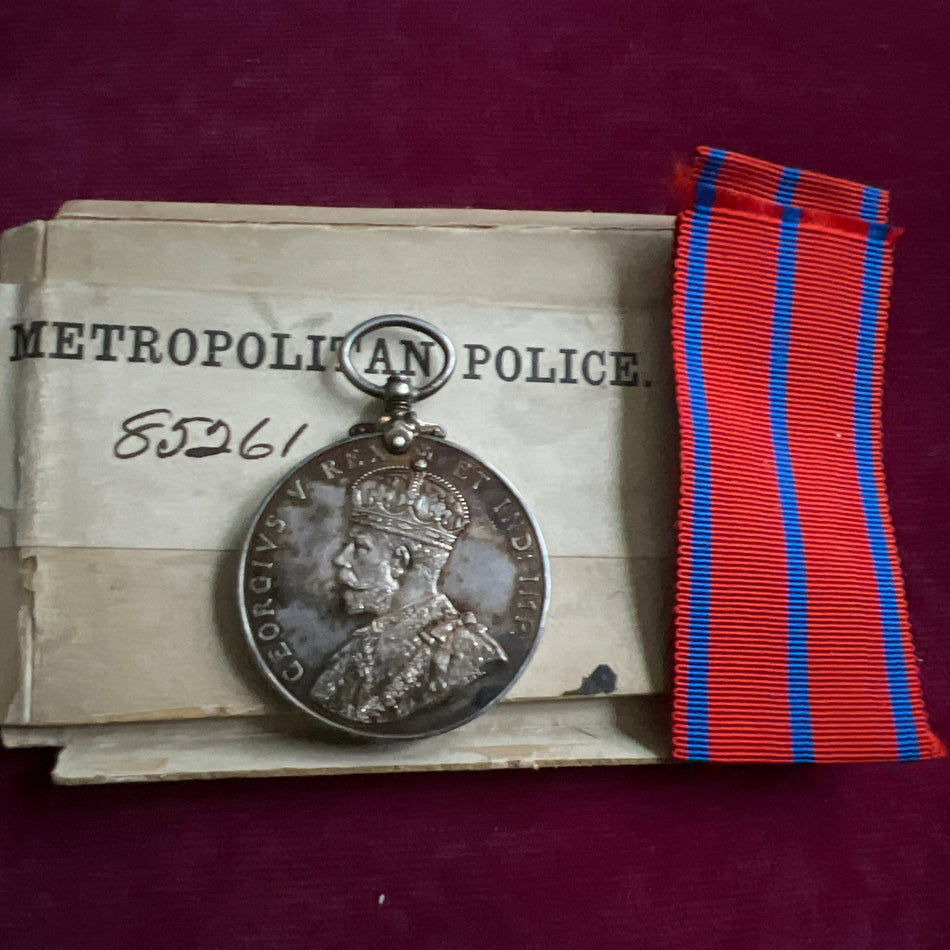 METROPOLITAN POLICE.
85261
GEORGIVS V REX ET IND: IMP: